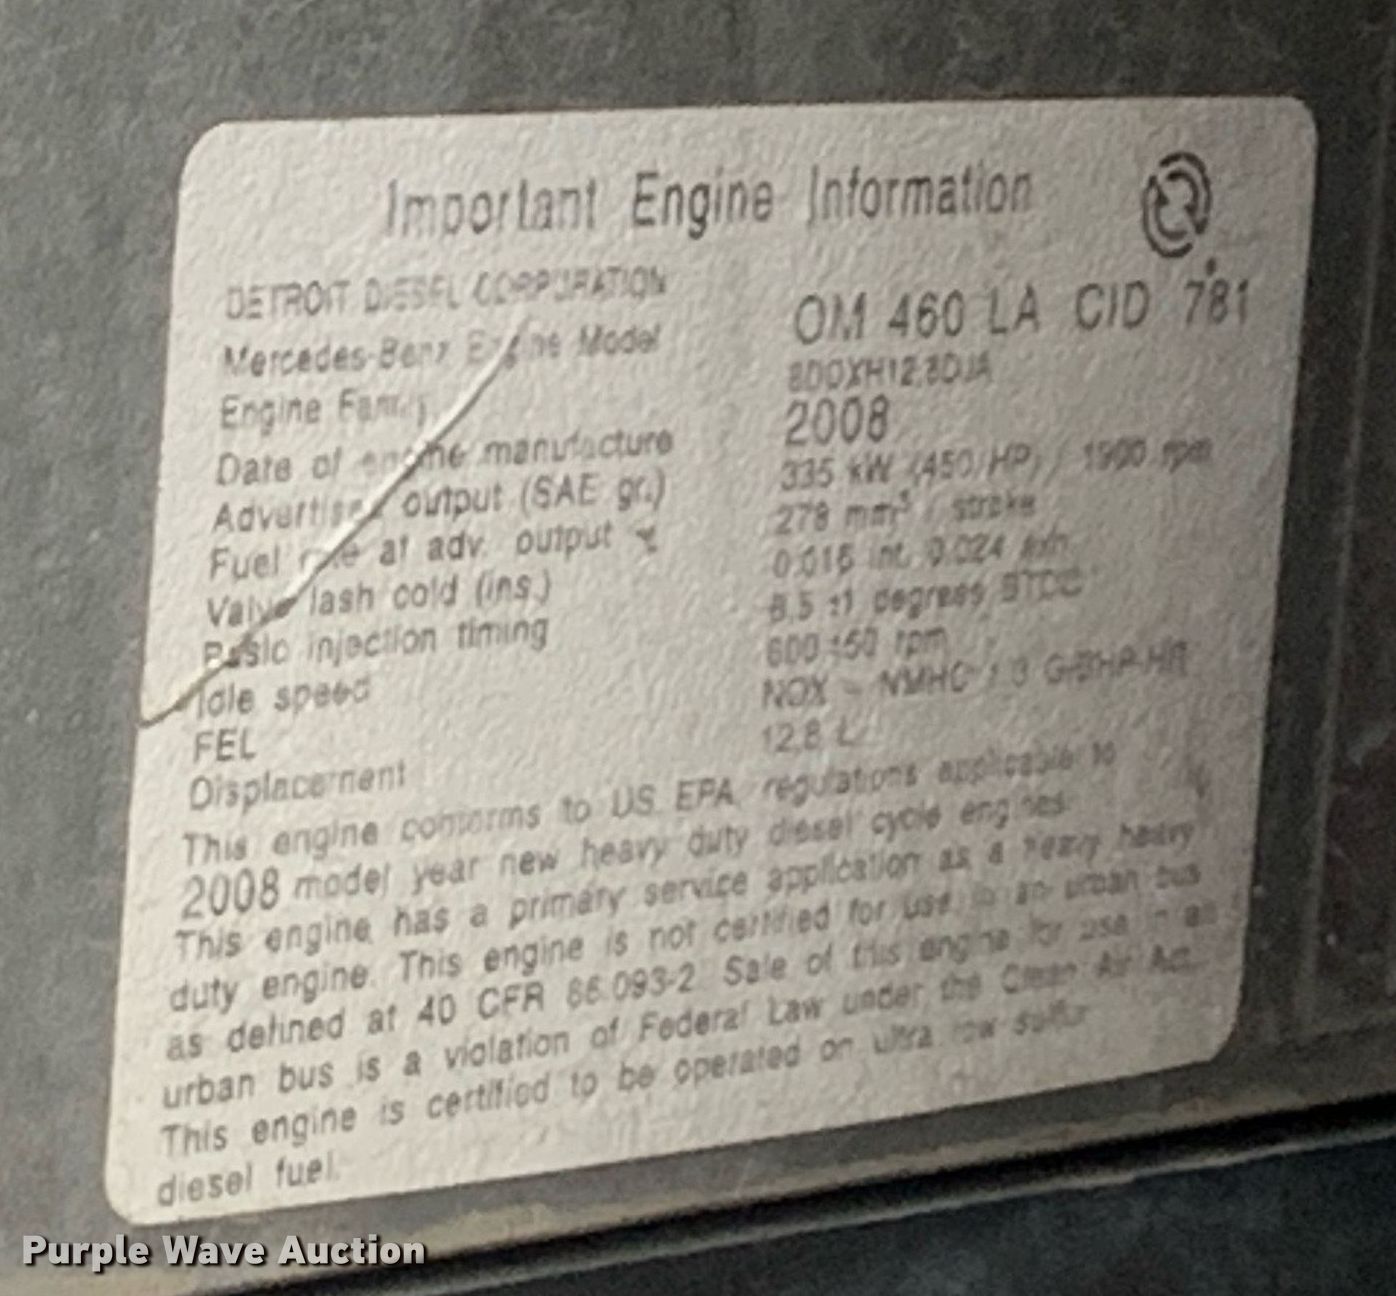 Important Engine Information
DETROIT DIESEL CORPORATION
Mercedes-Benz Engine Model OM 460 LA CID 781
Engine Family 8DDXH12.8DJA
Date of engine manufacture 2008
Advertised output (SAE gr.) 335 kW (450 HP) / 1900 rpm
Fuel rate at adv. output 278 mm³ / stroke
Valve lash cold (ins.) 0.016 int. 0.024 exh.
Basic injection timing ±1 degrees BTDC
Idle speed 600 ±50 rpm
FEL NOX + NMHC G/BHP-HR
Displacement 12.8 L
This engine conforms to US EPA regulations applicable to
2008 model year new heavy duty diesel cycle engines.
This engine has a primary service application as a heavy heavy
duty engine. This engine is not certified for use in an urban bus
as defined at 40 CFR 86.093-2. Sale of this engine for use in an
urban bus is a violation of Federal Law under the Clean Air Act.
This engine is certified to be operated on ultra low sulfur
diesel fuel.
Purple Wave Auction